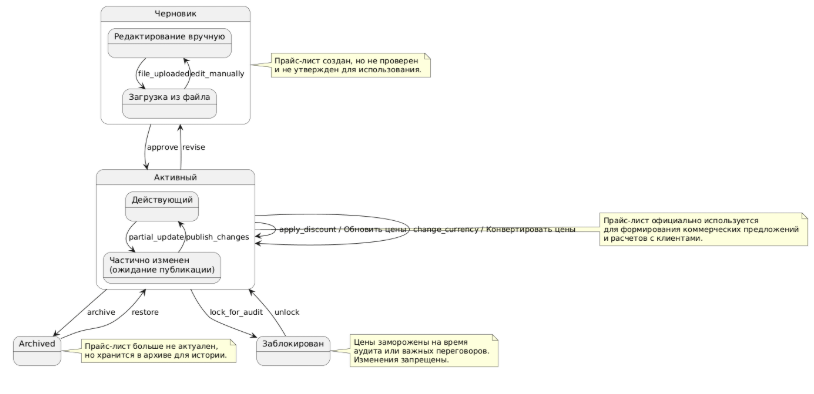 Черновик
Редактирование вручную
file_uploaded
edit_manually
Загрузка из файла
Прайс-лист создан, но не проверен
и не утвержден для использования.
approve
revise
Активный
Действующий
partial_update
publish_changes
Частично изменен
(ожидание публикации)
apply_discount / Обновить цены
change_currency / Конвертировать цены
Прайс-лист официально используется
для формирования коммерческих предложений
и расчетов с клиентами.
archive
restore
lock_for_audit
unlock
Archived
Прайс-лист больше не актуален,
но хранится в архиве для истории.
Заблокирован
Цены заморожены на время
аудита или важных переговоров.
Изменения запрещены.